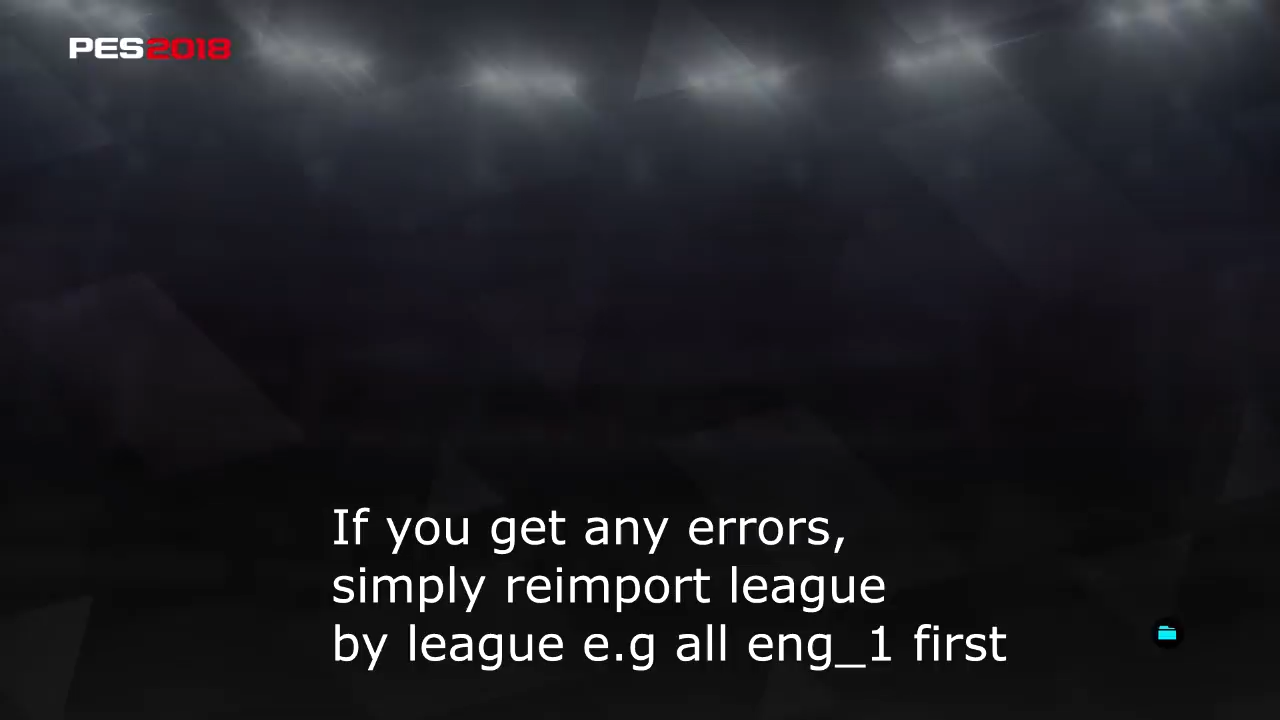 PES2018
If you get any errors,
simply reimport league
by league e.g all eng_1 first